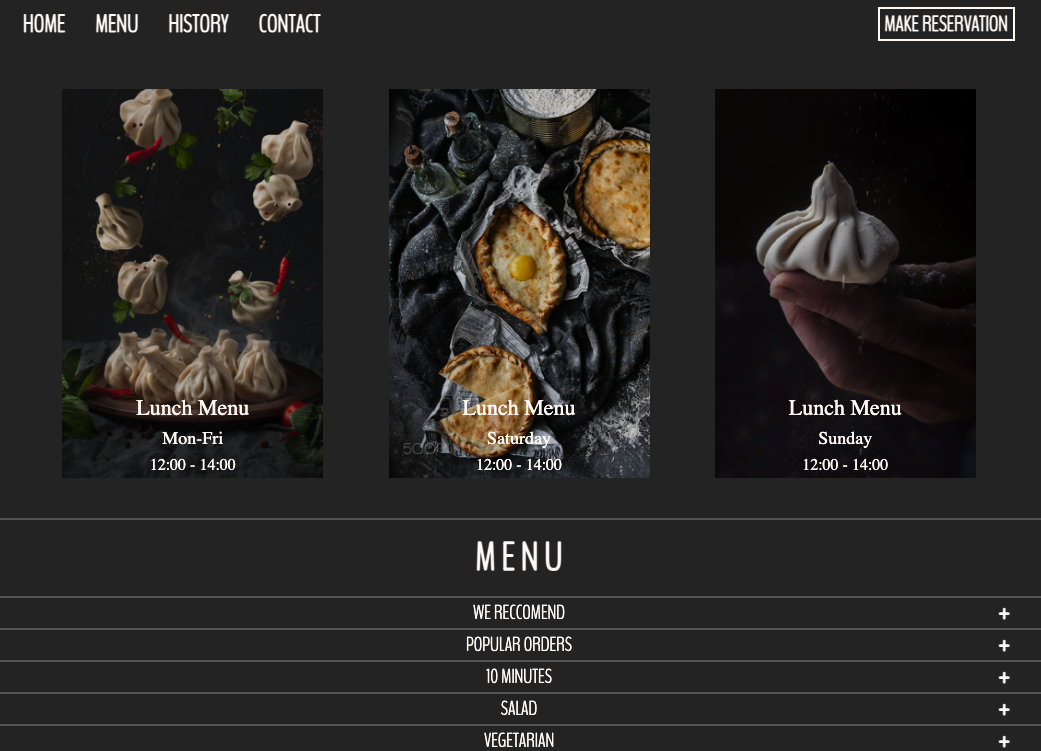 HOME MENU HISTORY CONTACT MAKE RESERVATION
Lunch Menu
Mon-Fri
12:00 - 14:00
Lunch Menu
Saturday
12:00 - 14:00
Lunch Menu
Sunday
12:00 - 14:00
MENU
WE RECCOMEND +
POPULAR ORDERS +
10 MINUTES +
SALAD +
VEGETARIAN +